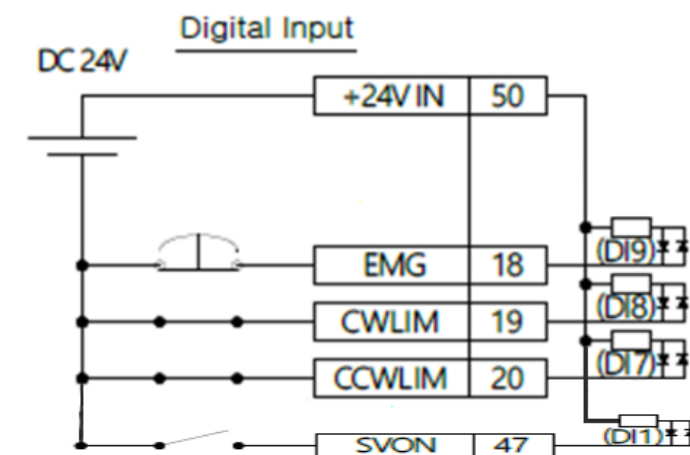 Digital Input
DC 24V
+24V IN 50
EMG 18 (DI9)
CWLIM 19 (DI8)
CCWLIM 20 (DI7)
SVON 47 (DI1)